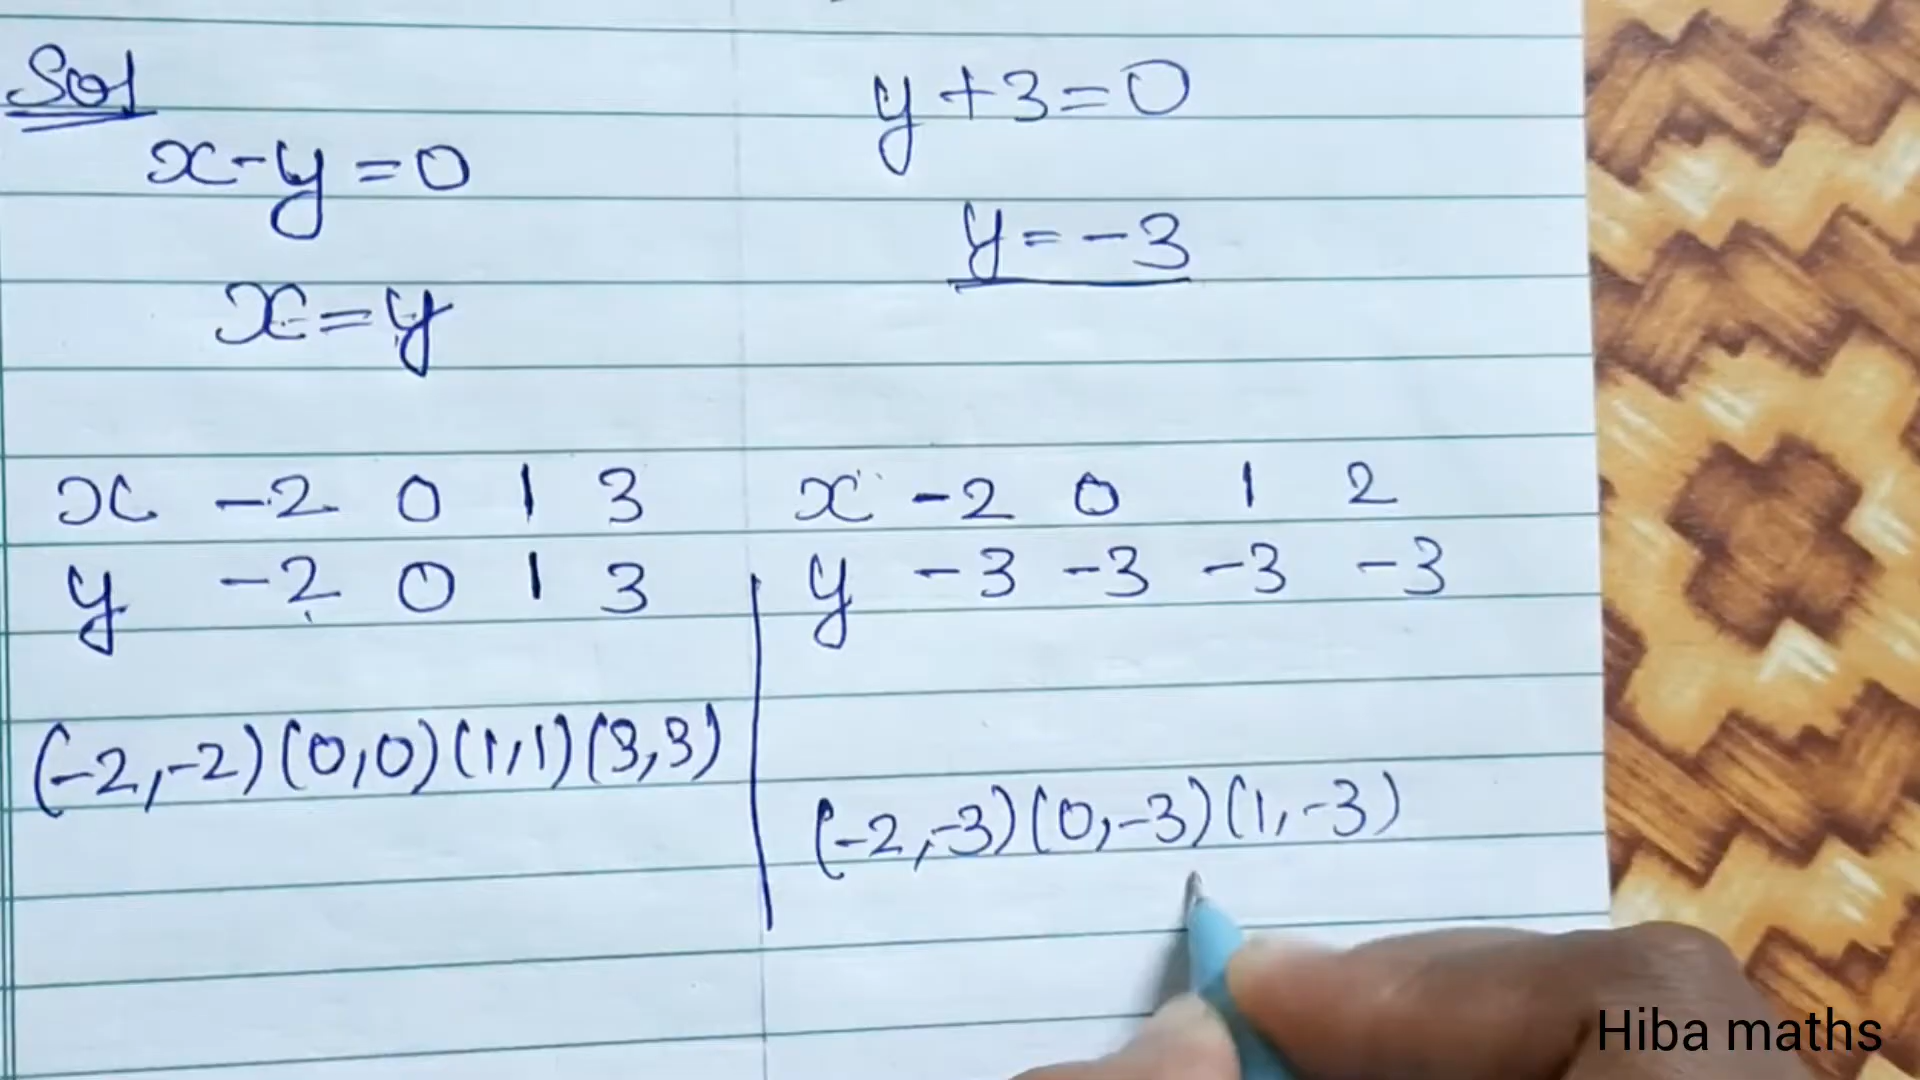 Sol
x-y=0
x=y
x -2 0 1 3
y -2 0 1 3
(-2,-2)(0,0)(1,1)(3,3)
y+3=0
y=-3
x -2 0 1 2
y -3 -3 -3 -3
(-2,-3)(0,-3)(1,-3)
Hiba maths